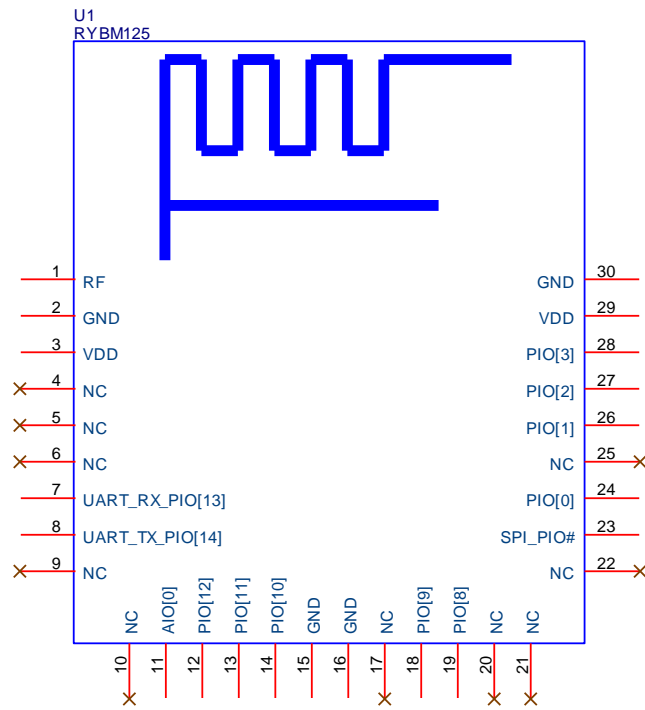 U1
RYBM125
1 RF
2 GND
3 VDD
4 NC
5 NC
6 NC
7 UART_RX_PIO[13]
8 UART_TX_PIO[14]
9 NC
10 NC
11 AIO[0]
12 PIO[12]
13 PIO[11]
14 PIO[10]
15 GND
16 GND
17 NC
18 PIO[9]
19 PIO[8]
20 NC
21 NC
GND 30
VDD 29
PIO[3] 28
PIO[2] 27
PIO[1] 26
NC 25
PIO[0] 24
SPI_PIO# 23
NC 22